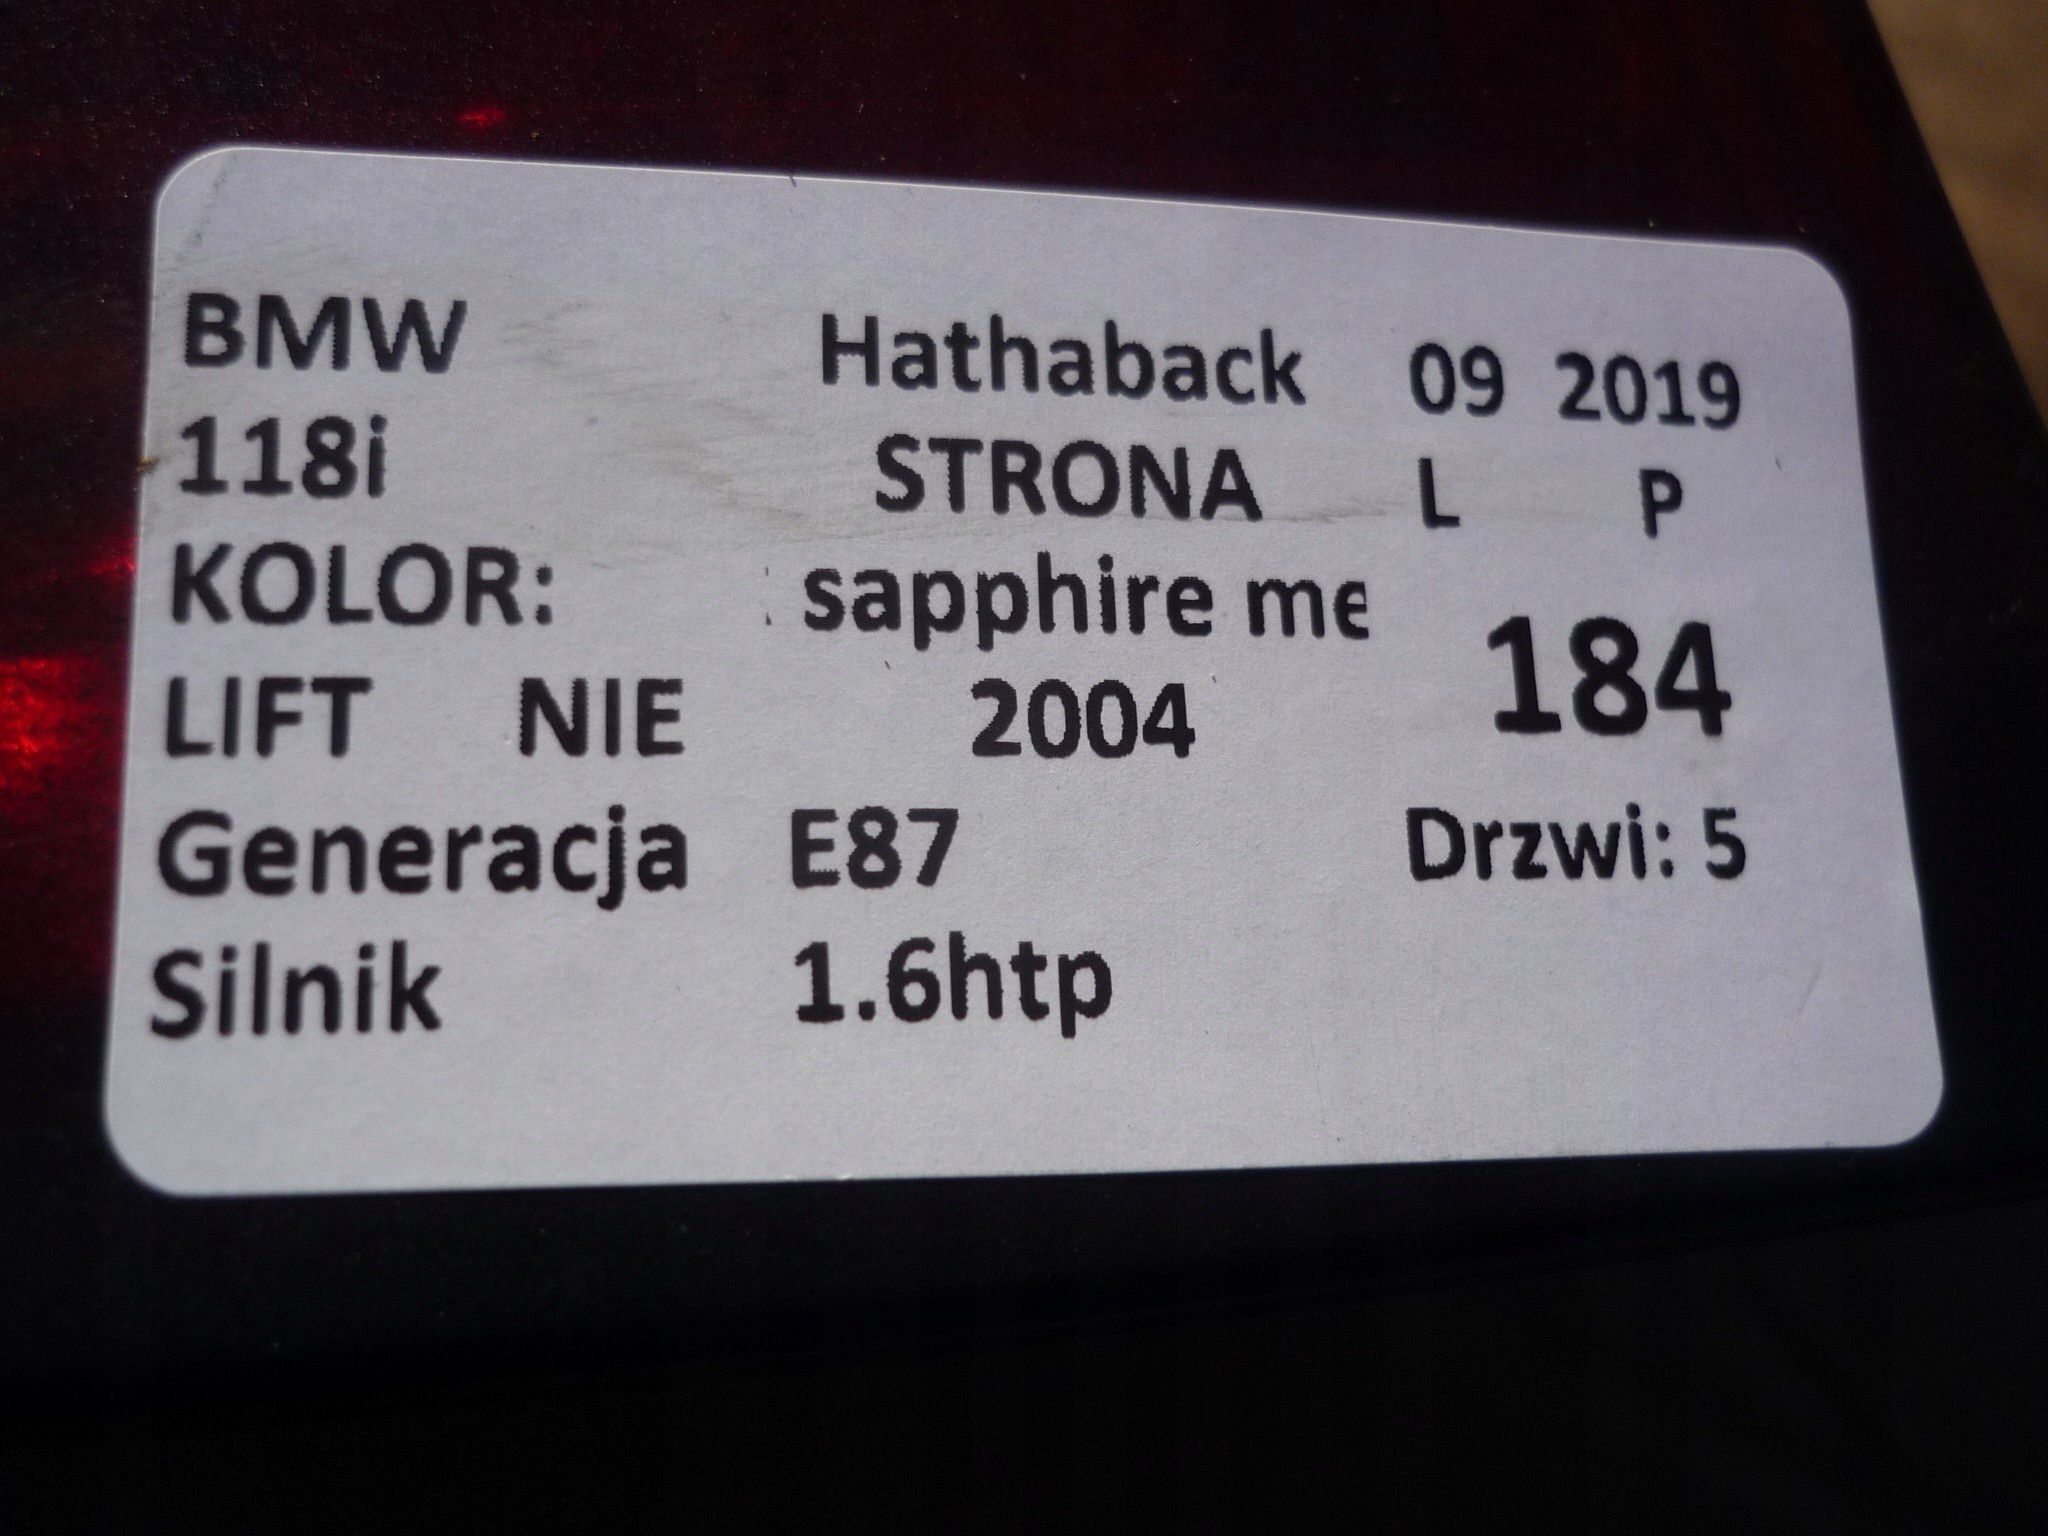 BMW Hathaback 09 2019
118i STRONA L P
KOLOR: sapphire me
184
LIFT NIE 2004
Generacja E87 Drzwi: 5
Silnik 1.6htp